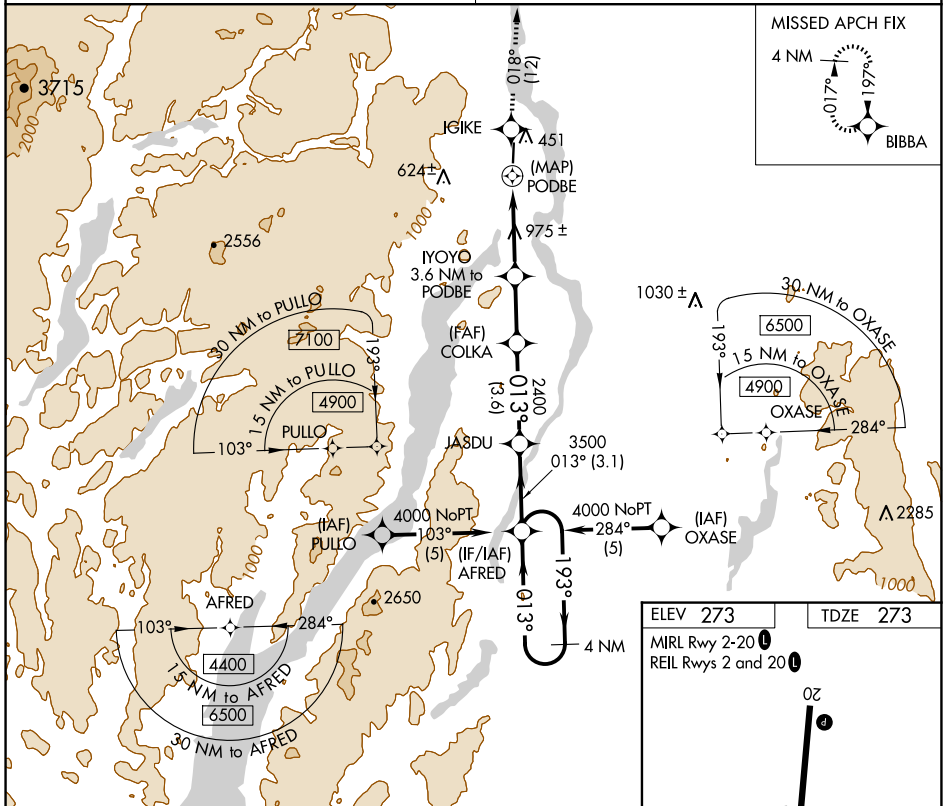 MISSED APCH FIX
4 NM
017°
197°
BIBBA
3715
2000
018°
(12)
IGIKE
451
(MAP)
PODBE
624±
1000
2556
975 ±
IYOYO
3.6 NM to
PODBE
1030 ±
30 NM to PULLO
7100
193°
15 NM to PULLO
4900
PULLO
103°
(FAF)
COLKA
2400
013°
(3.6)
30 NM to OXASE
6500
193°
15 NM to OXASE
4900
OXASE
284°
JASDU
3500
013° (3.1)
(IAF)
PULLO
4000 NoPT
103°
(5)
(IF/IAF)
AFRED
4000 NoPT
284°
(5)
(IAF)
OXASE
2285
1000
1000
193°
013°
4 NM
2650
AFRED
103°
284°
4400
15 NM to AFRED
6500
30 NM to AFRED
ELEV 273
TDZE 273
MIRL Rwy 2-20 L
REIL Rwys 2 and 20 L
20
P